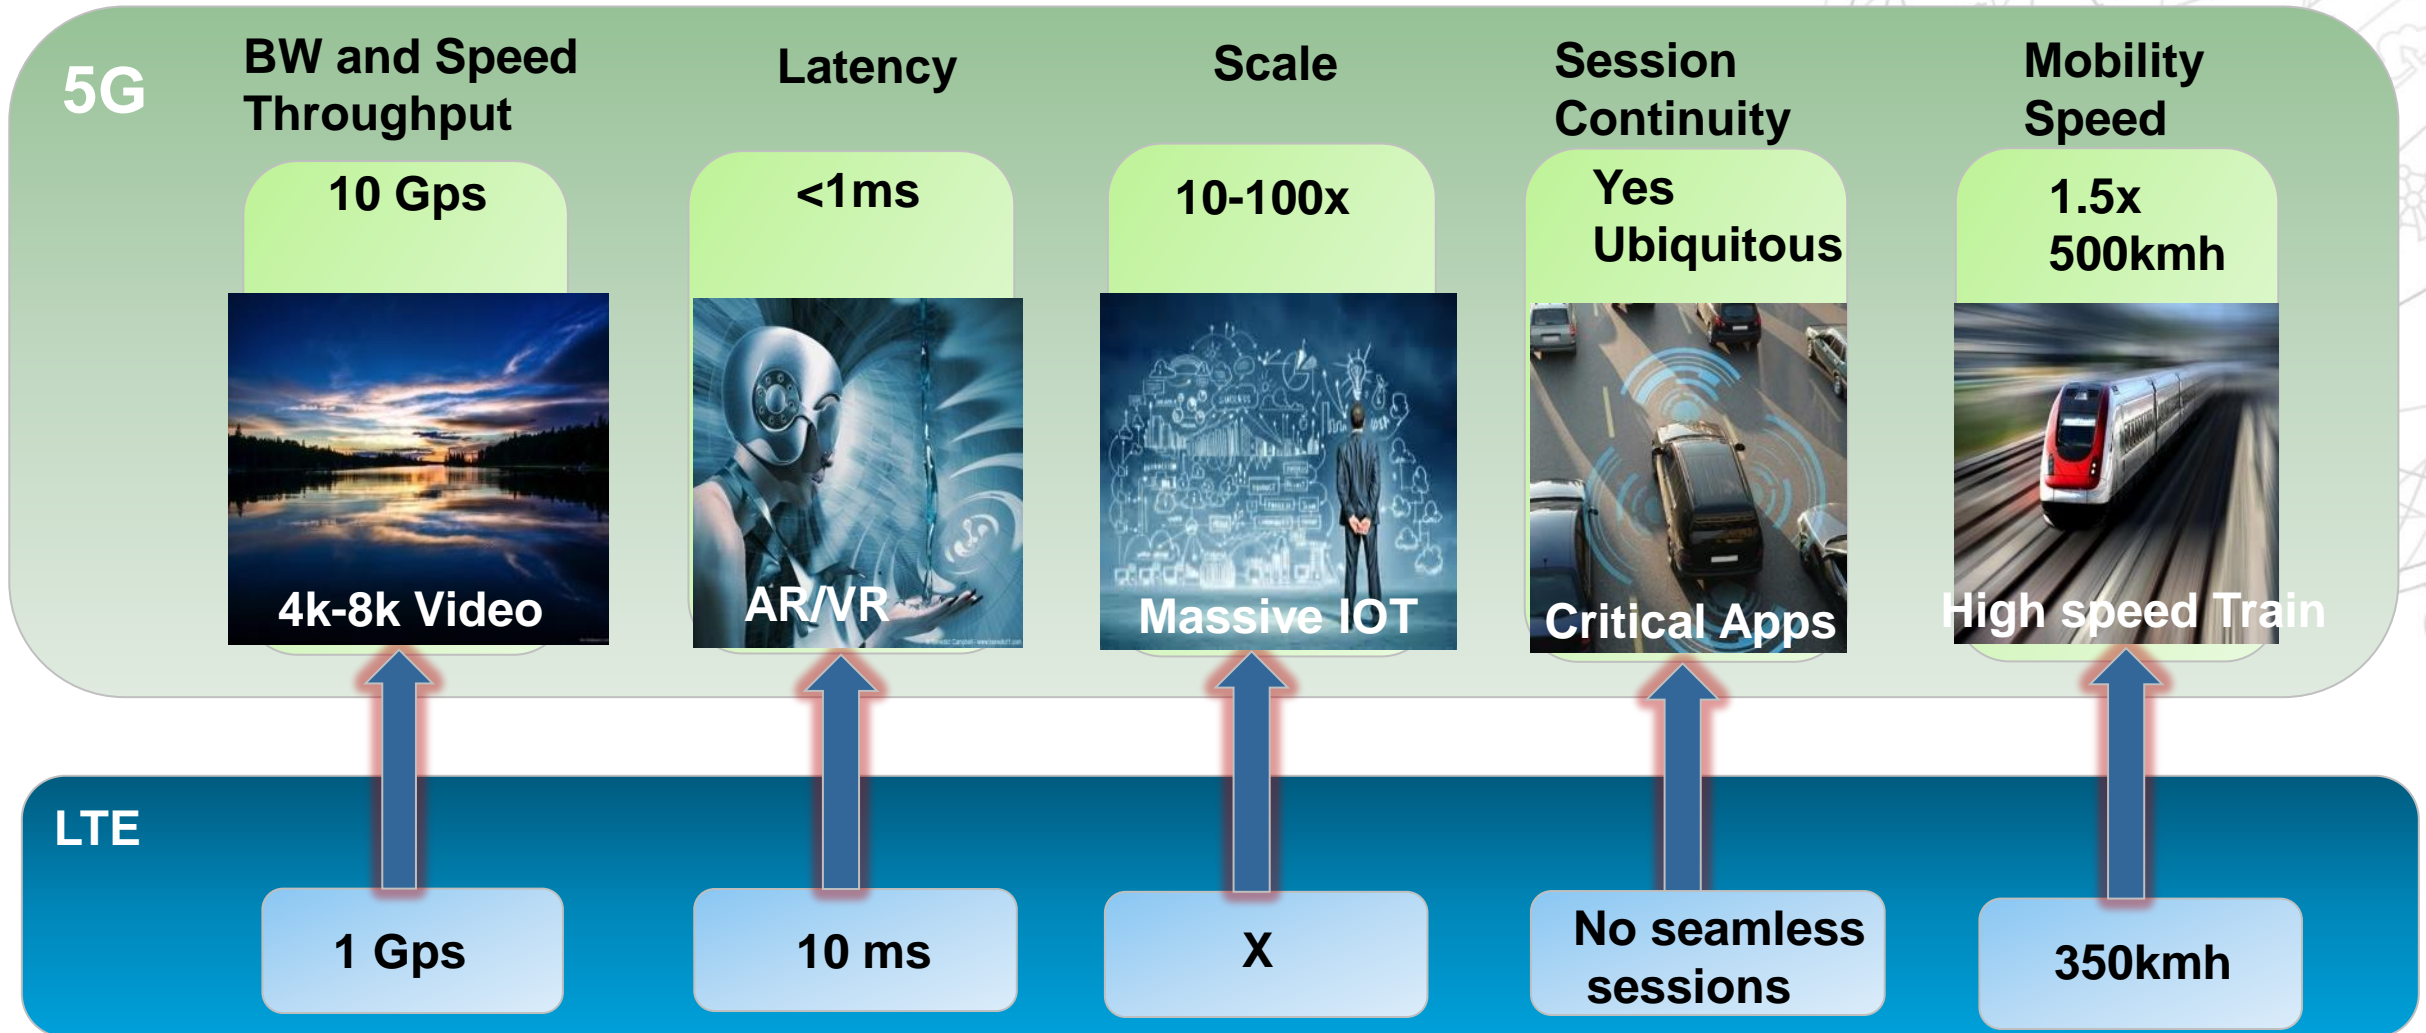 5G
BW and Speed
Throughput
Latency
Scale
Session
Continuity
Mobility
Speed
10 Gps
<1ms
10-100x
Yes
Ubiquitous
1.5x
500kmh
4k-8k Video
AR/VR
Massive IOT
Critical Apps
High speed Train
LTE
1 Gps
10 ms
X
No seamless
sessions
350kmh